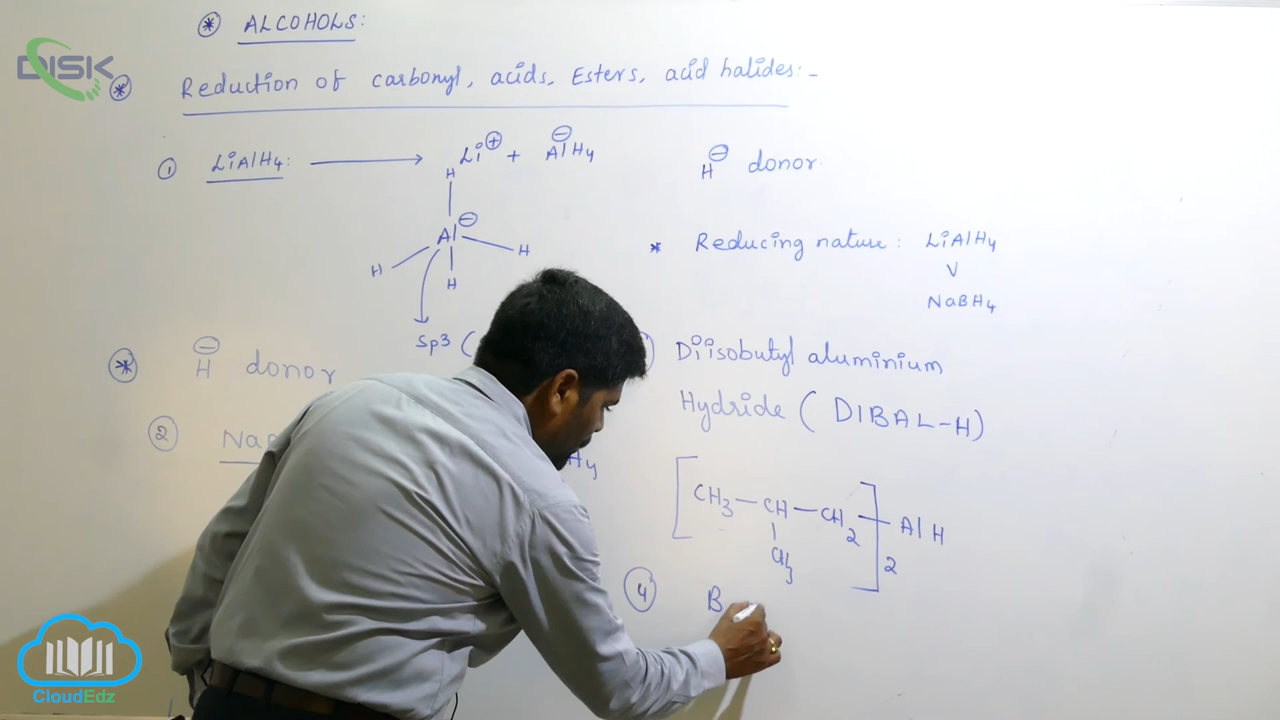 DISK
* ALCOHOLS:
* Reduction of carbonyl, acids, Esters, acid halides:-
① LiAlH4: ⟶ Li⊕ + AlH4⊖
H⊖ donor
H
Al⊖
H H
H
sp3 (
* Reducing nature: LiAlH4
V
NaBH4
* H⊖ donor
②
Diisobutyl aluminium
Hydride (DIBAL-H)
[CH3-CH-CH2]2-AlH
CH3
④ B
CloudEdz